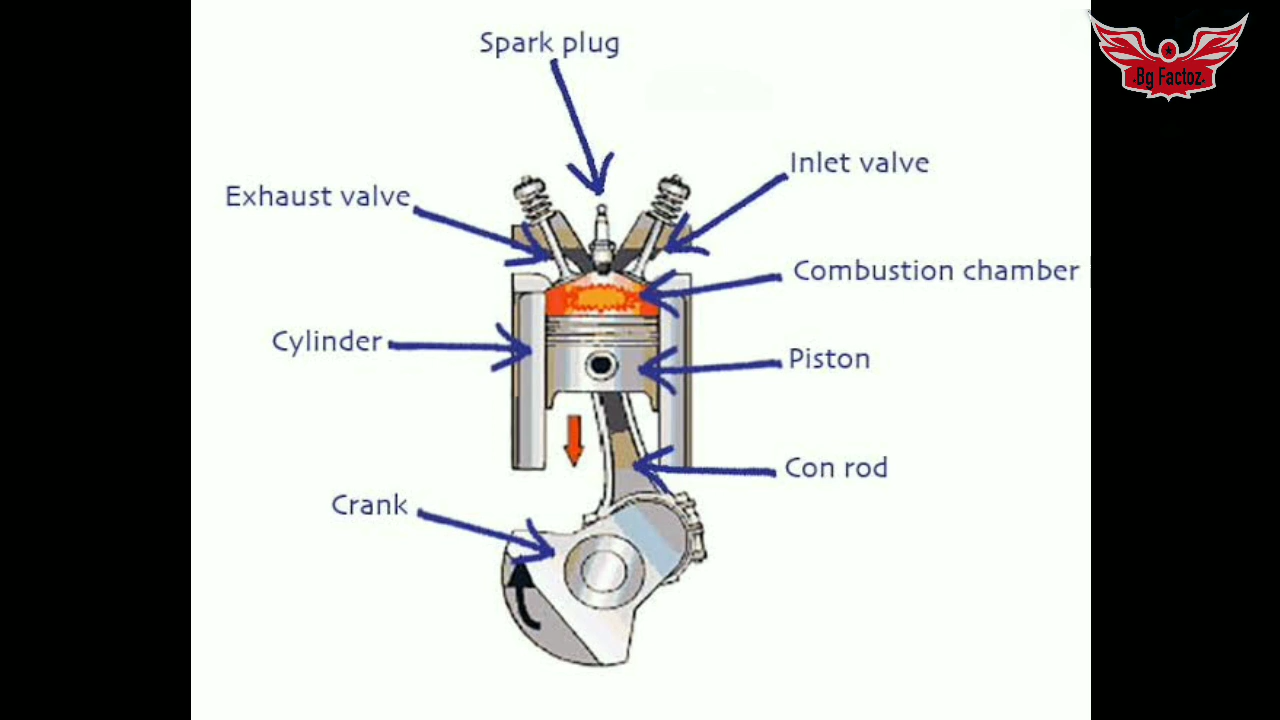 Spark plug
Inlet valve
Exhaust valve
Combustion chamber
Cylinder
Piston
Con rod
Crank
Bg Factoz